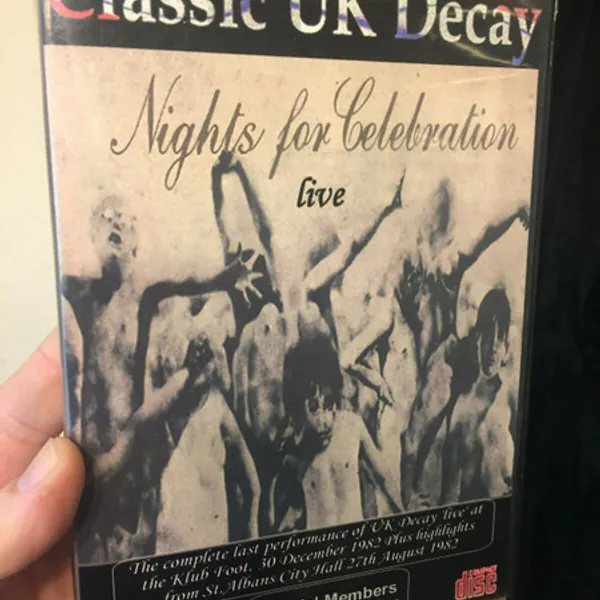 Classic UK Decay
Nights for Celebration
live
The complete last performance of 'UK Decay 'live' at
the Klub Foot, 30 December 1982 Plus highlights
from St.Albans City Hall 27th August 1982
Members
COMPACT
disc